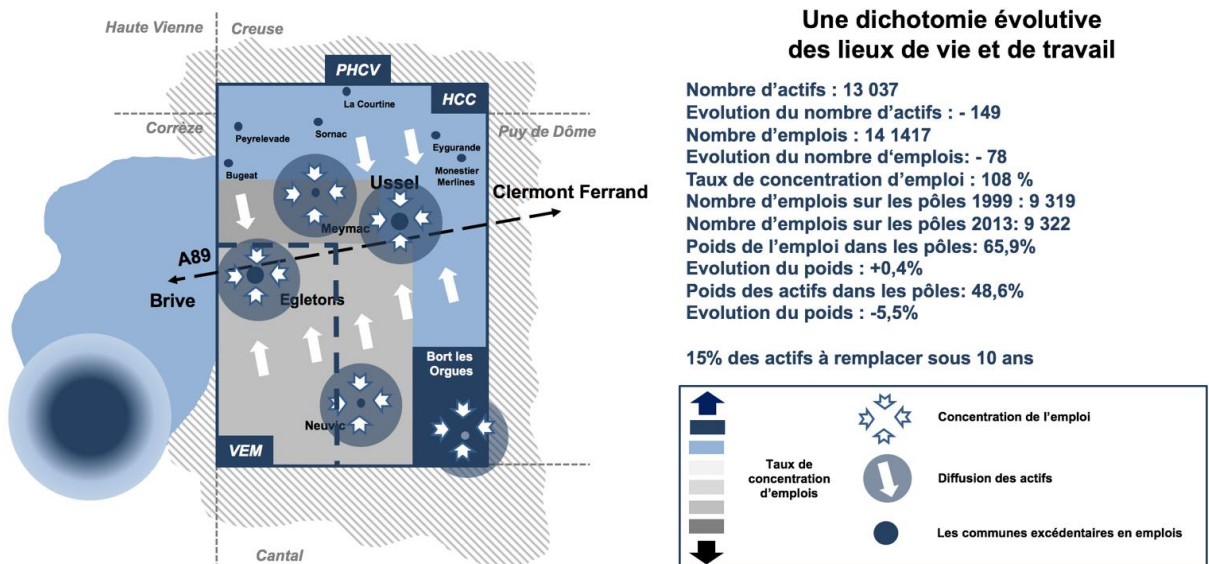 Haute Vienne
Creuse
PHCV
La Courtine
HCC
Corrèze
Peyrelevade
Sornac
Puy de Dôme
Eygurande
Bugeat
Monestier
Merlines
Ussel
Clermont Ferrand
Meymac
A89
Brive
Egletons
Bort les
Orgues
Neuvic
VEM
Cantal
Une dichotomie évolutive
des lieux de vie et de travail
Nombre d'actifs : 13 037
Evolution du nombre d'actifs : - 149
Nombre d'emplois : 14 1417
Evolution du nombre d'emplois: - 78
Taux de concentration d'emploi : 108 %
Nombre d'emplois sur les pôles 1999 : 9 319
Nombre d'emplois sur les pôles 2013: 9 322
Poids de l'emploi dans les pôles: 65,9%
Evolution du poids : +0,4%
Poids des actifs dans les pôles: 48,6%
Evolution du poids : -5,5%
15% des actifs à remplacer sous 10 ans
Taux de
concentration
d'emplois
Concentration de l'emploi
Diffusion des actifs
Les communes excédentaires en emplois